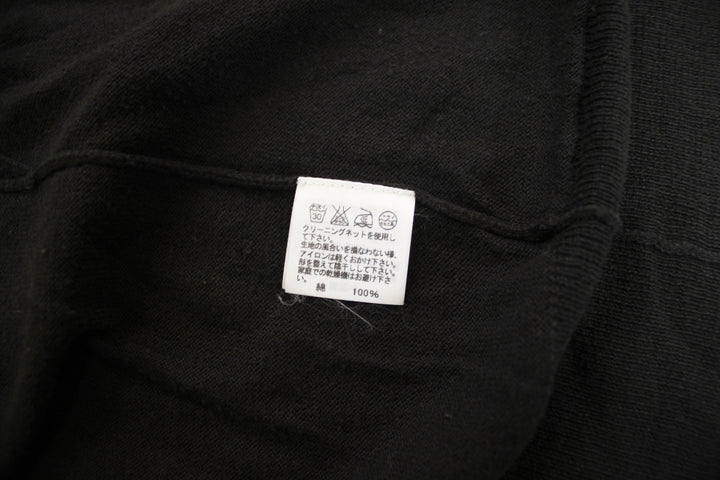 30
クリーニングネットを使用し
て下さい。
生地の風合いを損なわない様、
アイロンは軽くおかけ下さい。
形を整えて陰干しして下さい。
家庭での乾燥機はお避け下さ
い。
綿 100%